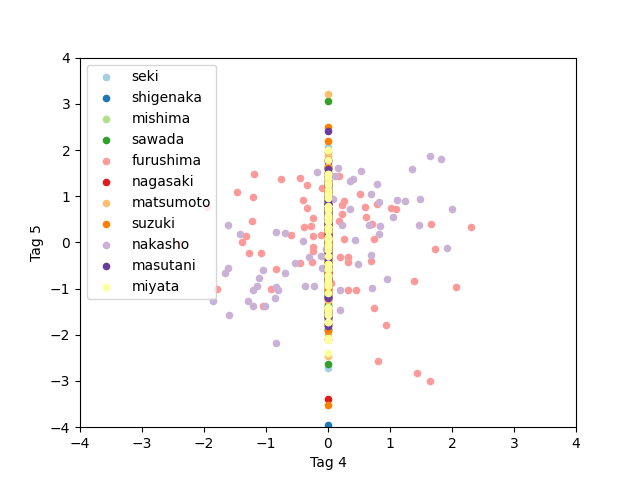 4
3
2
1
0
−1
−2
−3
−4
Tag 5
seki
shigenaka
mishima
sawada
furushima
nagasaki
matsumoto
suzuki
nakasho
masutani
miyata
−4 −3 −2 −1 0 1 2 3 4
Tag 4